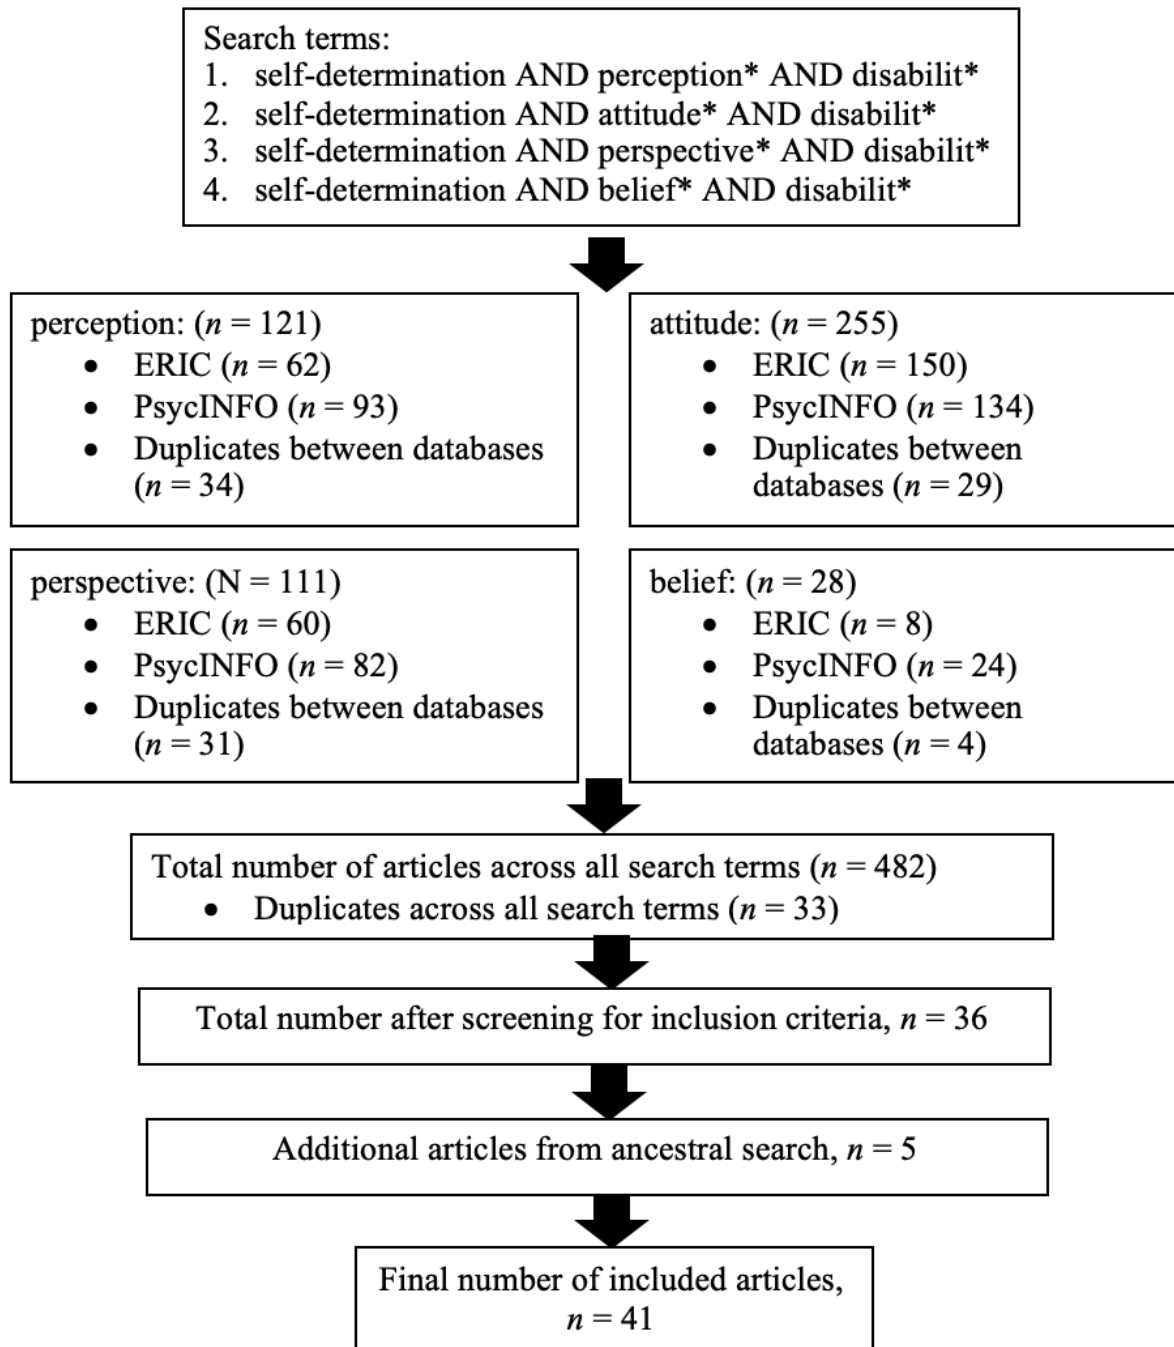 Search terms:
1. self-determination AND perception* AND disabilit*
2. self-determination AND attitude* AND disabilit*
3. self-determination AND perspective* AND disabilit*
4. self-determination AND belief* AND disabilit*
perception: (n = 121)
• ERIC (n = 62)
• PsycINFO (n = 93)
• Duplicates between databases
(n = 34)
attitude: (n = 255)
• ERIC (n = 150)
• PsycINFO (n = 134)
• Duplicates between
databases (n = 29)
perspective: (N = 111)
• ERIC (n = 60)
• PsycINFO (n = 82)
• Duplicates between databases
(n = 31)
belief: (n = 28)
• ERIC (n = 8)
• PsycINFO (n = 24)
• Duplicates between
databases (n = 4)
Total number of articles across all search terms (n = 482)
• Duplicates across all search terms (n = 33)
Total number after screening for inclusion criteria, n = 36
Additional articles from ancestral search, n = 5
Final number of included articles,
n = 41